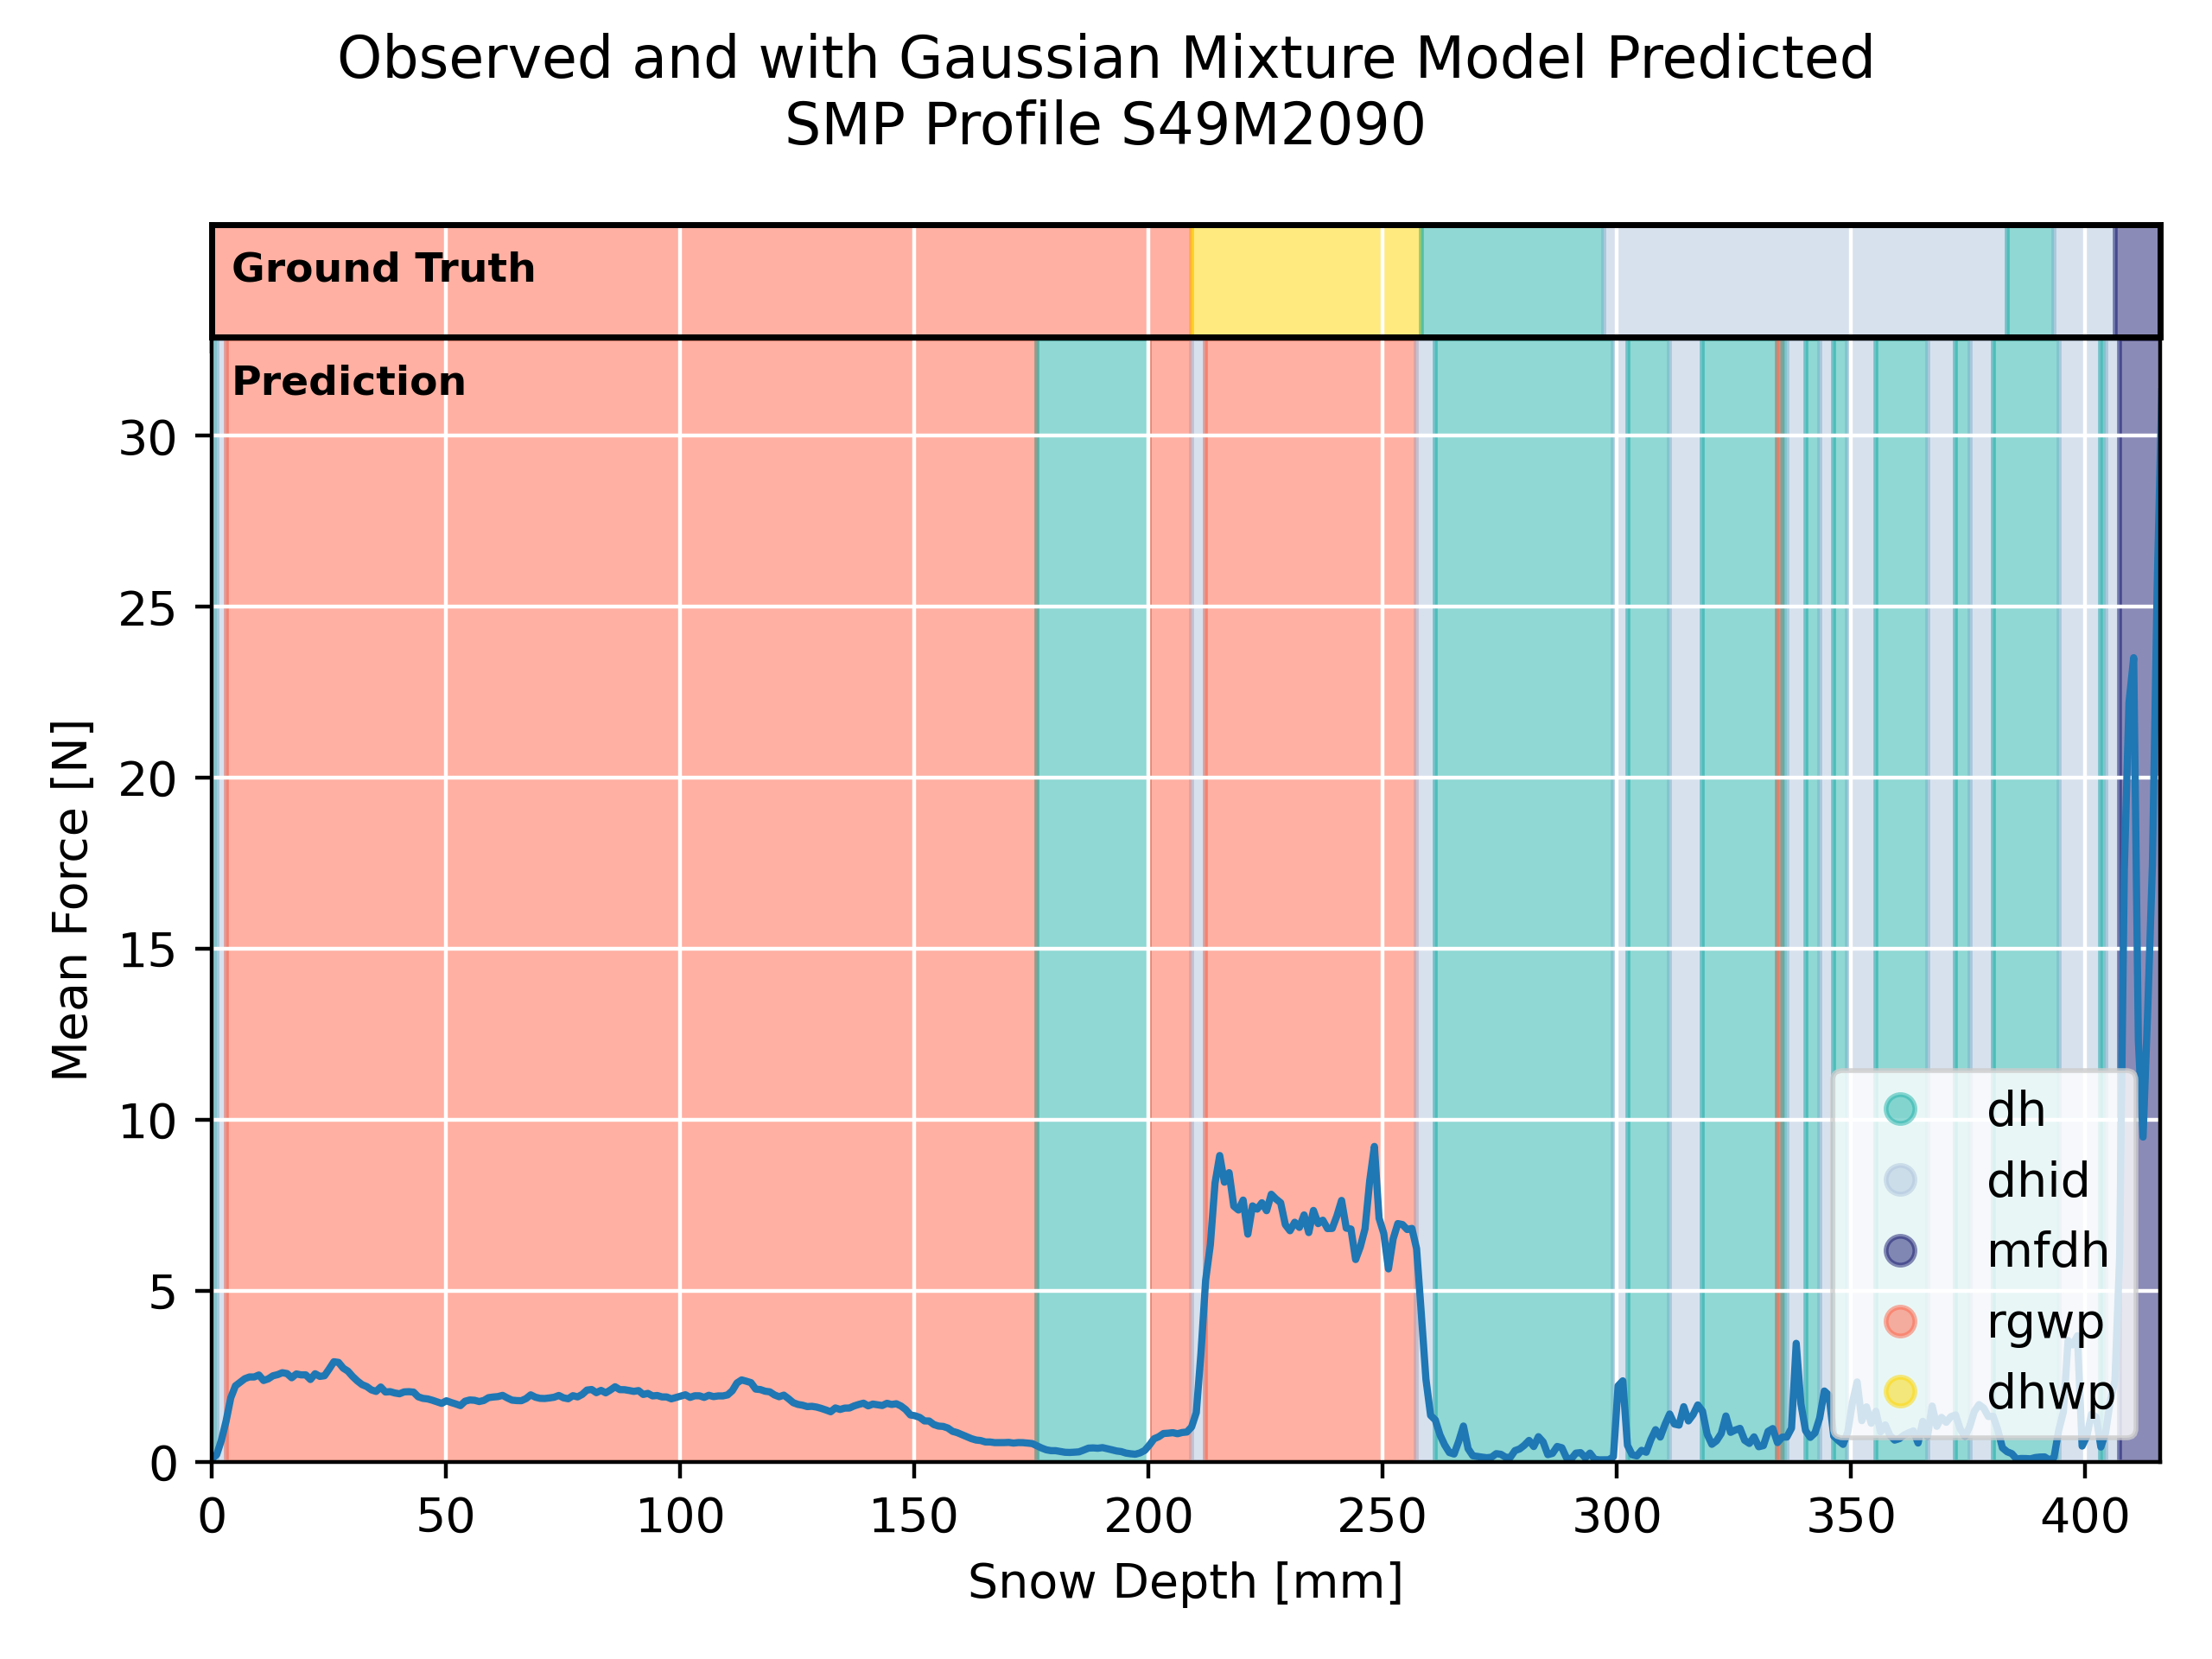 Observed and with Gaussian Mixture Model Predicted
SMP Profile S49M2090
Ground Truth
Prediction
30
25
20
15
10
5
0
Mean Force [N]
dh
dhid
mfdh
rgwp
dhwp
0 50 100 150 200 250 300 350 400
Snow Depth [mm]